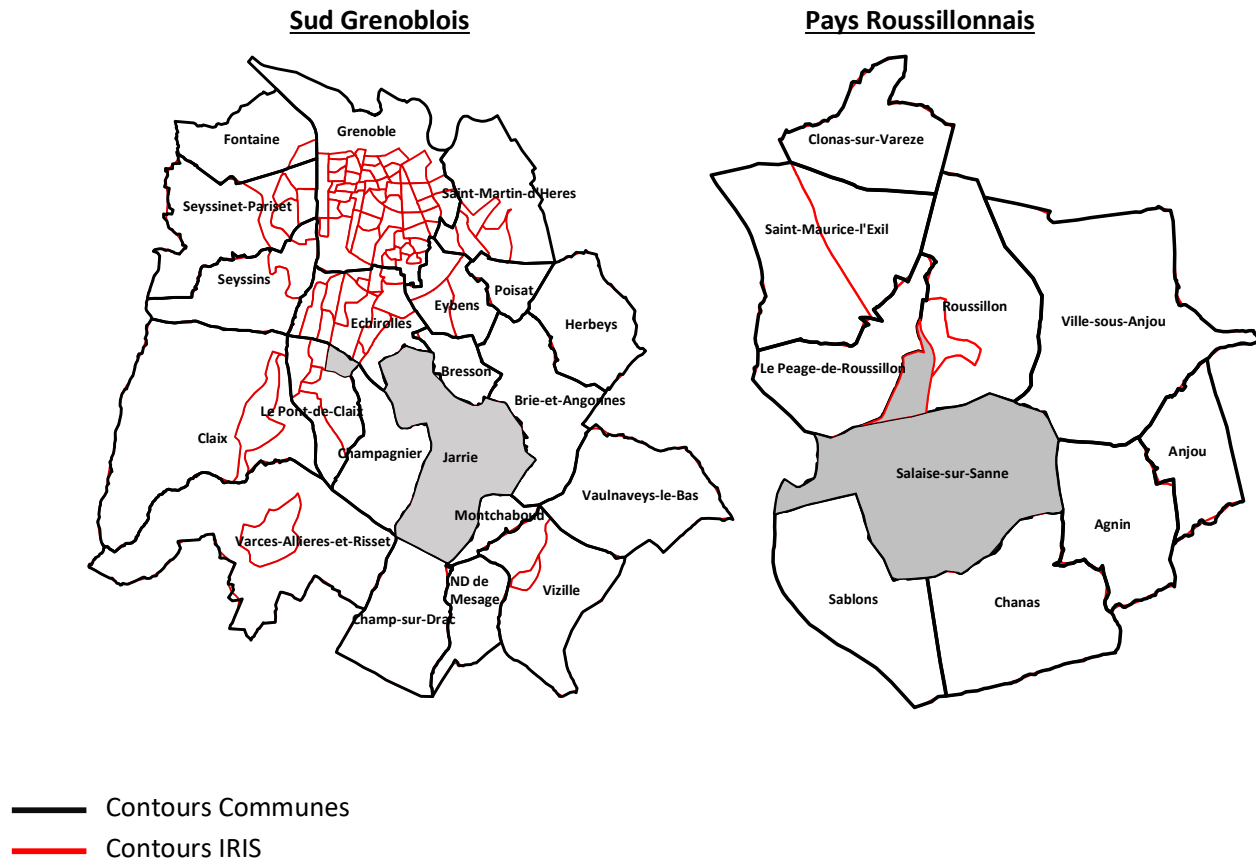 Sud Grenoblois
Pays Roussillonnais
Fontaine
Grenoble
Saint-Martin-d'Heres
Seyssinet-Pariset
Seyssins
Poisat
Eybens
Echirolles
Herbeys
Bresson
Brie-et-Angonnes
Le Pont-de-Claix
Claix
Champagnier
Jarrie
Vaulnaveys-le-Bas
Montchaboud
Varces-Allieres-et-Risset
ND de
Mesage
Vizille
Champ-sur-Drac
Clonas-sur-Vareze
Saint-Maurice-l'Exil
Roussillon
Ville-sous-Anjou
Le Peage-de-Roussillon
Anjou
Salaise-sur-Sanne
Agnin
Sablons
Chanas
Contours Communes
Contours IRIS